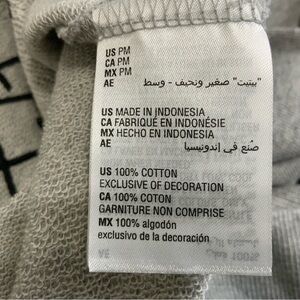 US PM
CA PM
MX PM
AE
"بيتيت" صغير ونحيف - وسط
US MADE IN INDONESIA
CA FABRIQUÉ EN INDONÉSIE
MX HECHO EN INDONESIA
AE
صنع في إندونيسيا
US 100% COTTON
EXCLUSIVE OF DECORATION
CA 100% COTON
GARNITURE NON COMPRISE
MX 100% algodón
exclusivo de la decoración